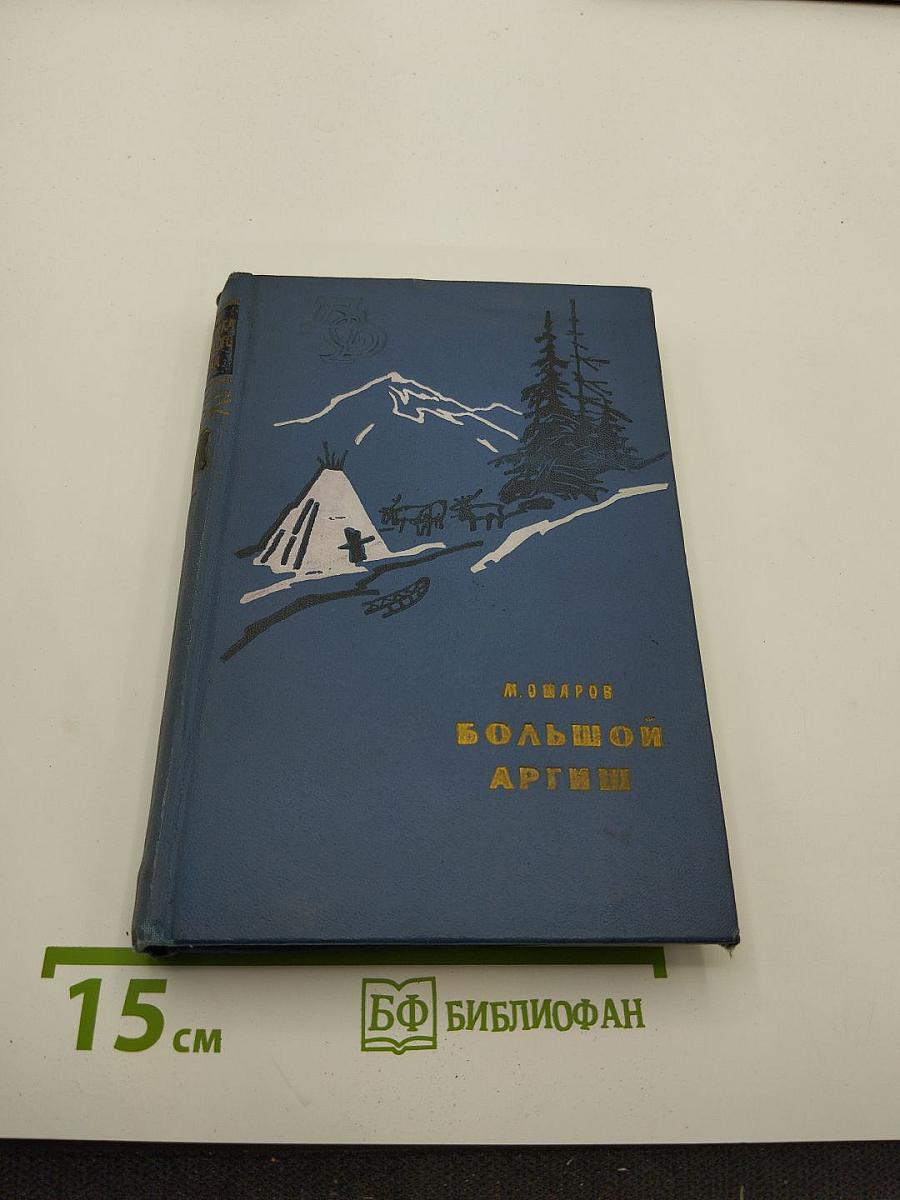 М. ОШАРОВ
БОЛЬШОЙ
АРГИШ
15 см
БФ БИБЛИОФАН